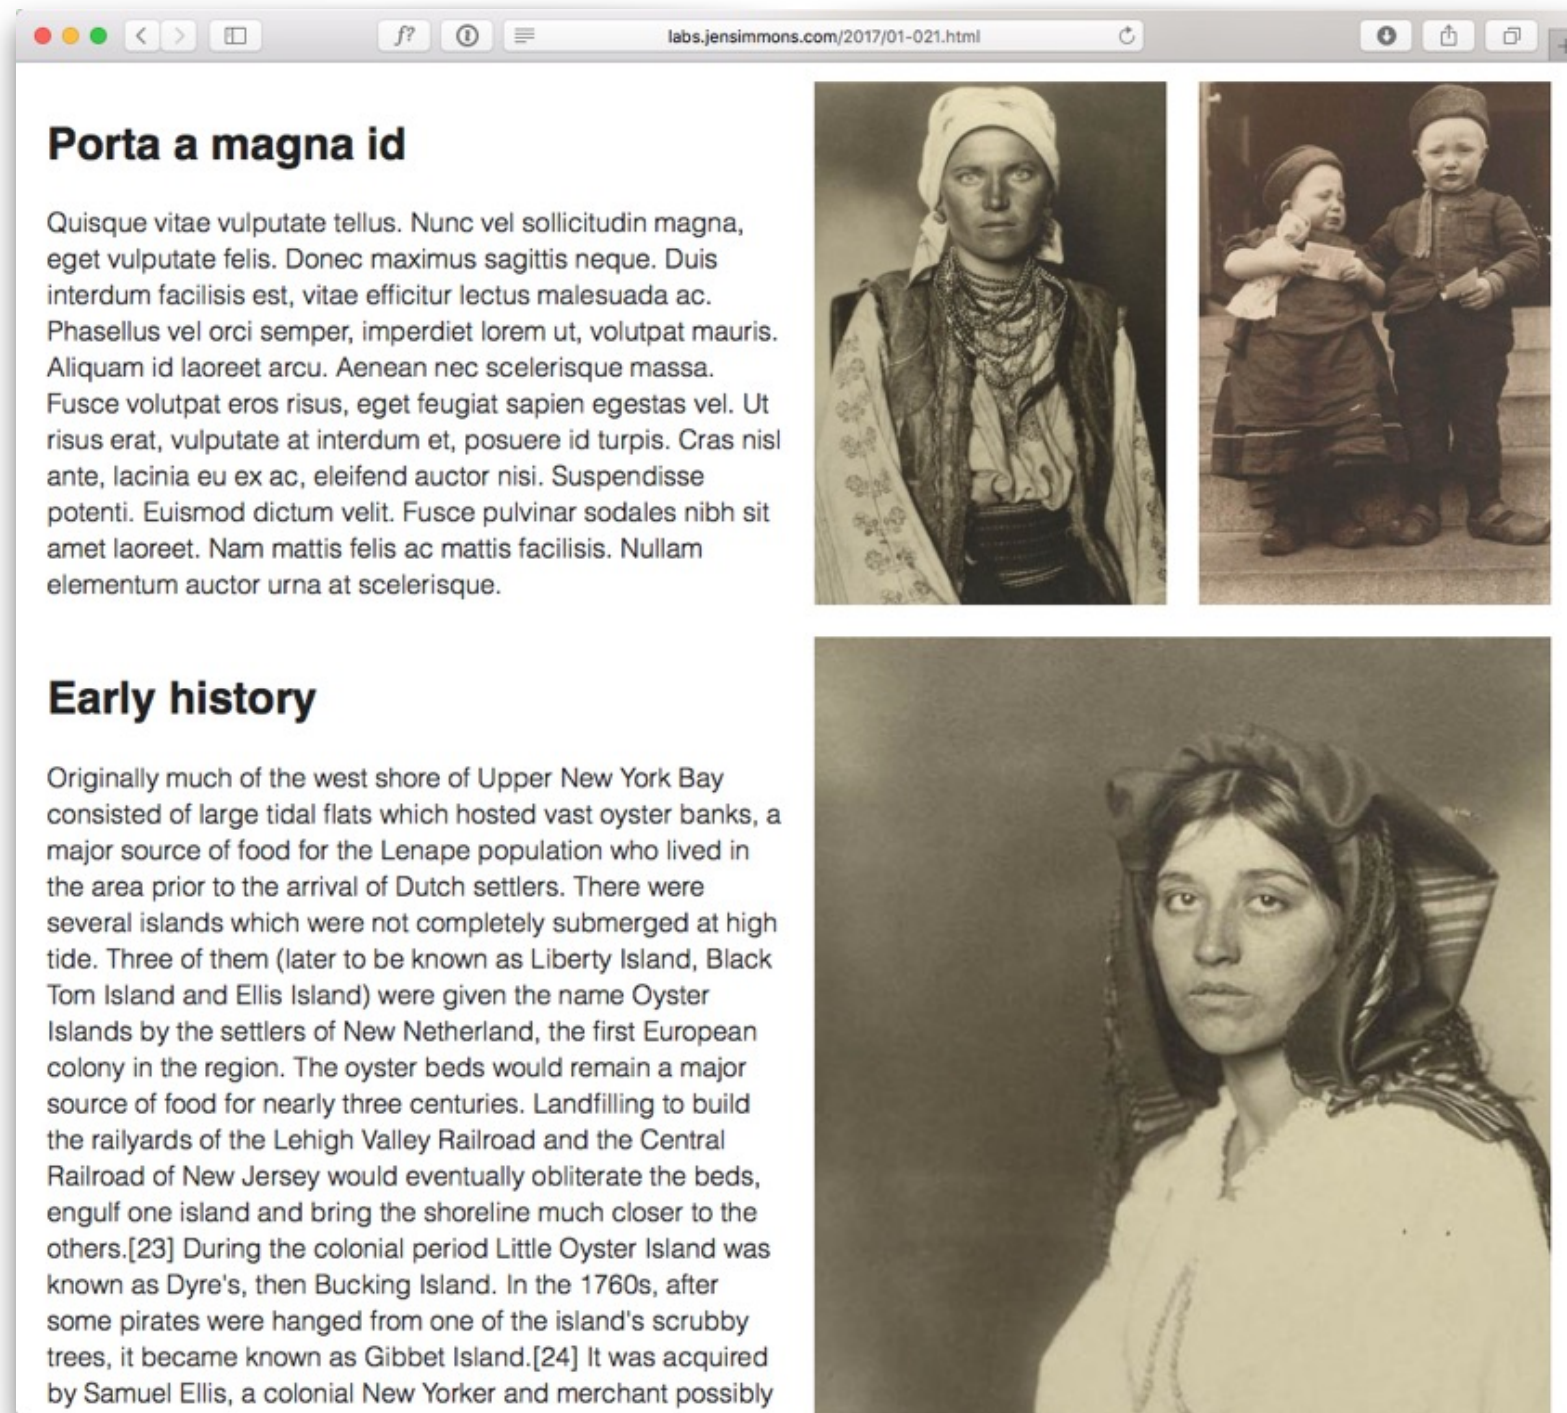 f?
labs.jensimmons.com/2017/01-021.html
Porta a magna id
Quisque vitae vulputate tellus. Nunc vel sollicitudin magna,
eget vulputate felis. Donec maximus sagittis neque. Duis
interdum facilisis est, vitae efficitur lectus malesuada ac.
Phasellus vel orci semper, imperdiet lorem ut, volutpat mauris.
Aliquam id laoreet arcu. Aenean nec scelerisque massa.
Fusce volutpat eros risus, eget feugiat sapien egestas vel. Ut
risus erat, vulputate at interdum et, posuere id turpis. Cras nisl
ante, lacinia eu ex ac, eleifend auctor nisi. Suspendisse
potenti. Euismod dictum velit. Fusce pulvinar sodales nibh sit
amet laoreet. Nam mattis felis ac mattis facilisis. Nullam
elementum auctor urna at scelerisque.
Early history
Originally much of the west shore of Upper New York Bay
consisted of large tidal flats which hosted vast oyster banks, a
major source of food for the Lenape population who lived in
the area prior to the arrival of Dutch settlers. There were
several islands which were not completely submerged at high
tide. Three of them (later to be known as Liberty Island, Black
Tom Island and Ellis Island) were given the name Oyster
Islands by the settlers of New Netherland, the first European
colony in the region. The oyster beds would remain a major
source of food for nearly three centuries. Landfilling to build
the railyards of the Lehigh Valley Railroad and the Central
Railroad of New Jersey would eventually obliterate the beds,
engulf one island and bring the shoreline much closer to the
others.[23] During the colonial period Little Oyster Island was
known as Dyre's, then Bucking Island. In the 1760s, after
some pirates were hanged from one of the island's scrubby
trees, it became known as Gibbet Island.[24] It was acquired
by Samuel Ellis, a colonial New Yorker and merchant possibly